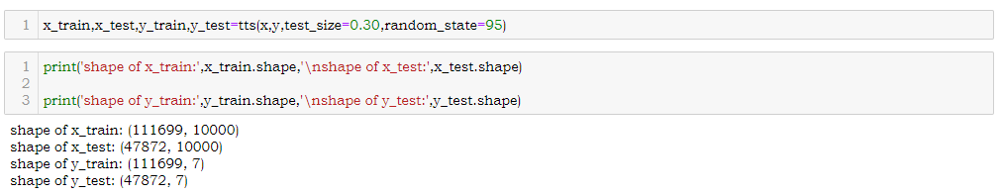 1 x_train,x_test,y_train,y_test=tts(x,y,test_size=0.30,random_state=95)
1 print('shape of x_train:',x_train.shape,'\nshape of x_test:',x_test.shape)
2
3 print('shape of y_train:',y_train.shape,'\nshape of y_test:',y_test.shape)
shape of x_train: (111699, 10000)
shape of x_test: (47872, 10000)
shape of y_train: (111699, 7)
shape of y_test: (47872, 7)